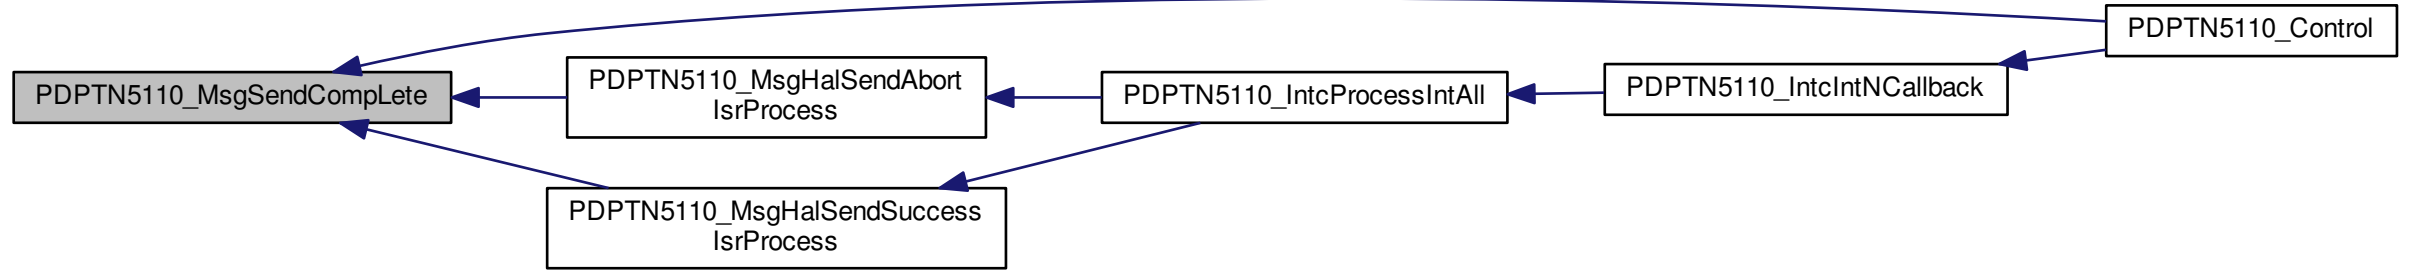 PDPTN5110_MsgSendCompLete
PDPTN5110_MsgHalSendAbort
IsrProcess
PDPTN5110_MsgHalSendSuccess
IsrProcess
PDPTN5110_IntcProcessIntAll
PDPTN5110_IntcIntNCallback
PDPTN5110_Control